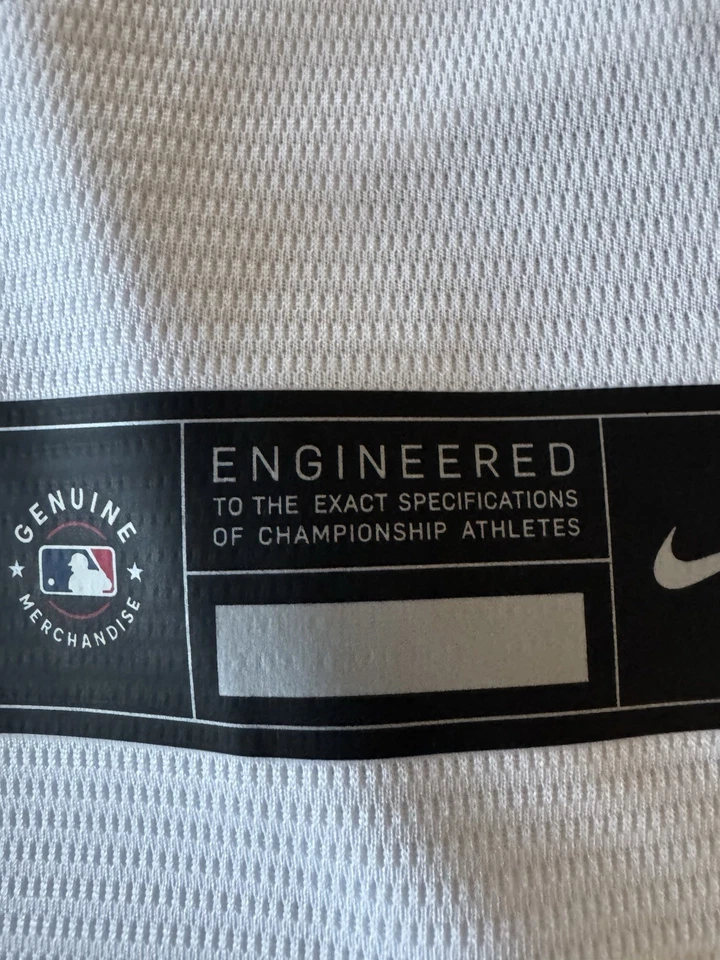 GENUINE
MERCHANDISE
ENGINEERED
TO THE EXACT SPECIFICATIONS
OF CHAMPIONSHIP ATHLETES